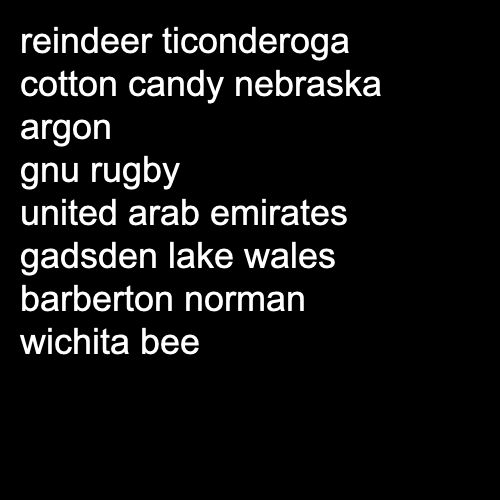 reindeer ticonderoga
cotton candy nebraska
argon
gnu rugby
united arab emirates
gadsden lake wales
barberton norman
wichita bee